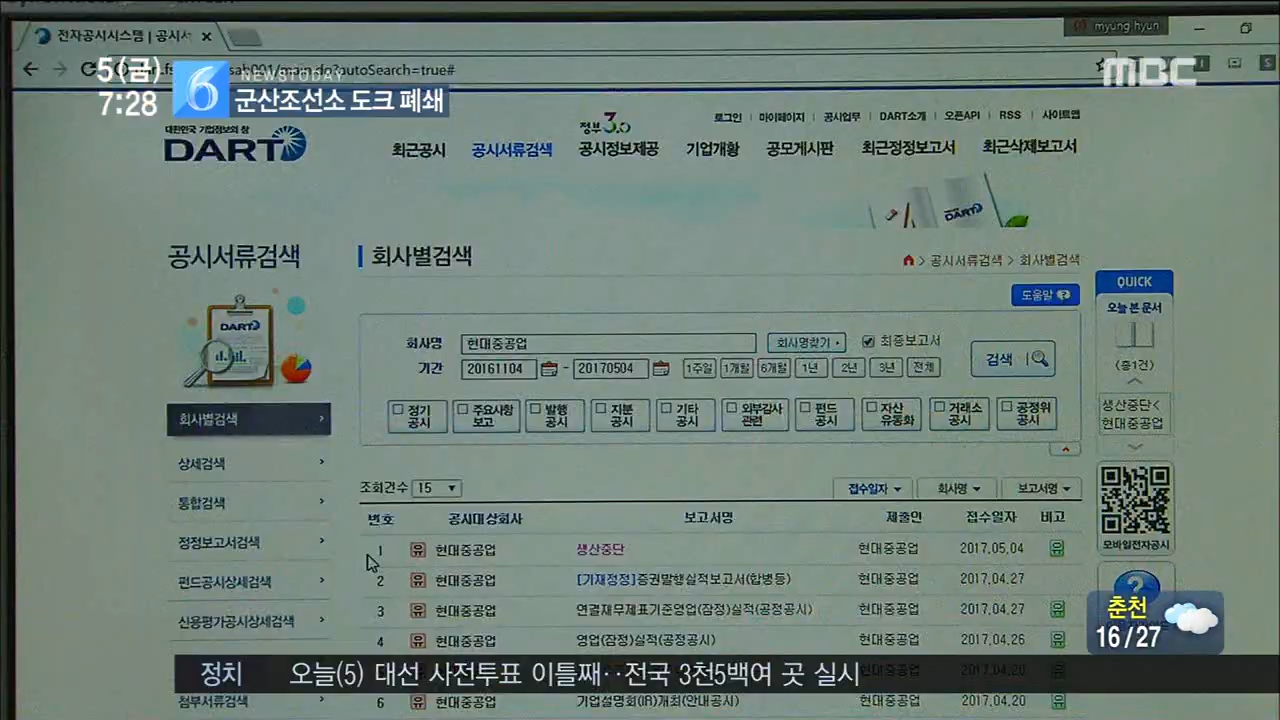 전자공시시스템 | 공시서
myung hyun
5(금)
7:28
6
NEWSTODAY
군산조선소 도크 폐쇄
MBC
main.do?autoSearch=true#
대한민국 기업정보의 창
DART
정부3.0
로그인 | 마이페이지 | 공시업무 | DART소개 | 오픈API | RSS | 사이트맵
최근공시 공시서류검색 공시정보제공 기업개황 공모게시판 최근정정보고서 최근삭제보고서
DART
공시서류검색
회사별검색
> 공시서류검색 > 회사별검색
도움말
DART
회사명 현대중공업 회사명찾기 최종보고서
기간 20161104 - 20170504 1주일 1개월 6개월 1년 2년 3년 전체
검색
정기공시 주요사항보고 발행공시 지분공시 기타공시 외부감사관련 펀드공시 자산유동화 거래소공시 공정위공시
QUICK
오늘 본 문서
(총1건)
생산중단<
현대중공업
모바일전자공시
회사별검색
상세검색
통합검색
정정보고서검색
펀드공시상세검색
신용평가공시상세검색
첨부서류검색
조회건수 15
접수일자 회사명 보고서명
번호 공시대상회사 보고서명 제출인 접수일자 비고
1 유 현대중공업 생산중단 현대중공업 2017.05.04 유
2 유 현대중공업 [기재정정]증권발행실적보고서(합병등) 현대중공업 2017.04.27
3 유 현대중공업 연결재무제표기준영업(잠정)실적(공정공시) 현대중공업 2017.04.27 유
4 유 현대중공업 영업(잠정)실적(공정공시) 현대중공업 2017.04.26 유
6 유 현대중공업 기업설명회(IR)개최(안내공시) 현대중공업 2017.04.20 유
춘천
16/27
정치 오늘(5) 대선 사전투표 이틀째‥전국 3천5백여 곳 실시